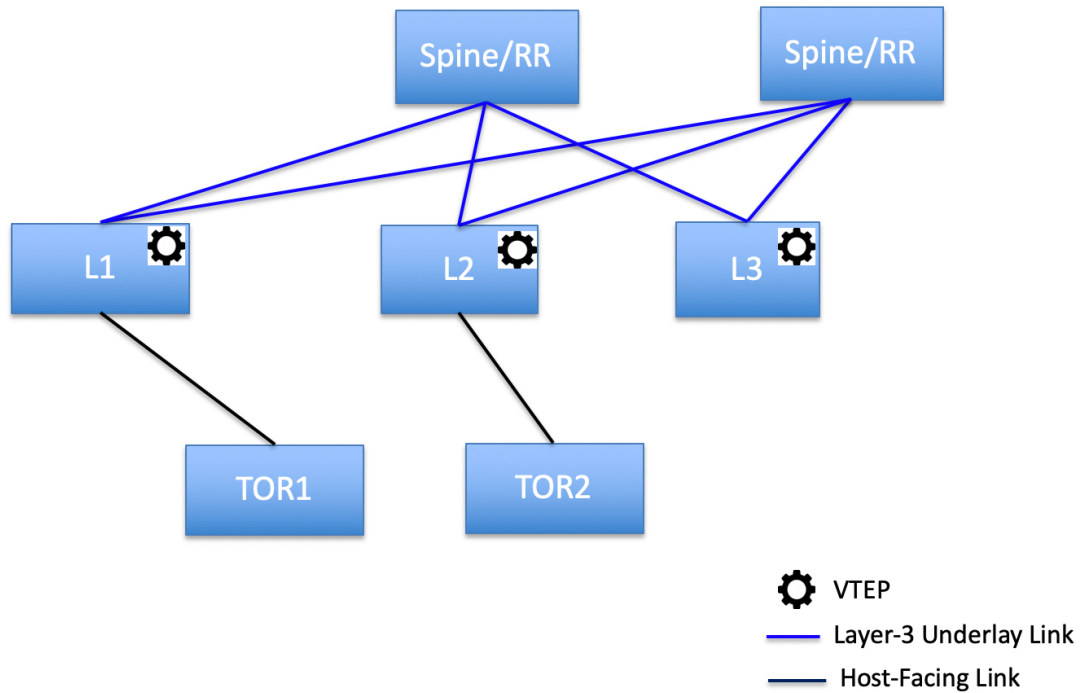 Spine/RR
Spine/RR
L1
L2
L3
TOR1
TOR2
VTEP
Layer-3 Underlay Link
Host-Facing Link